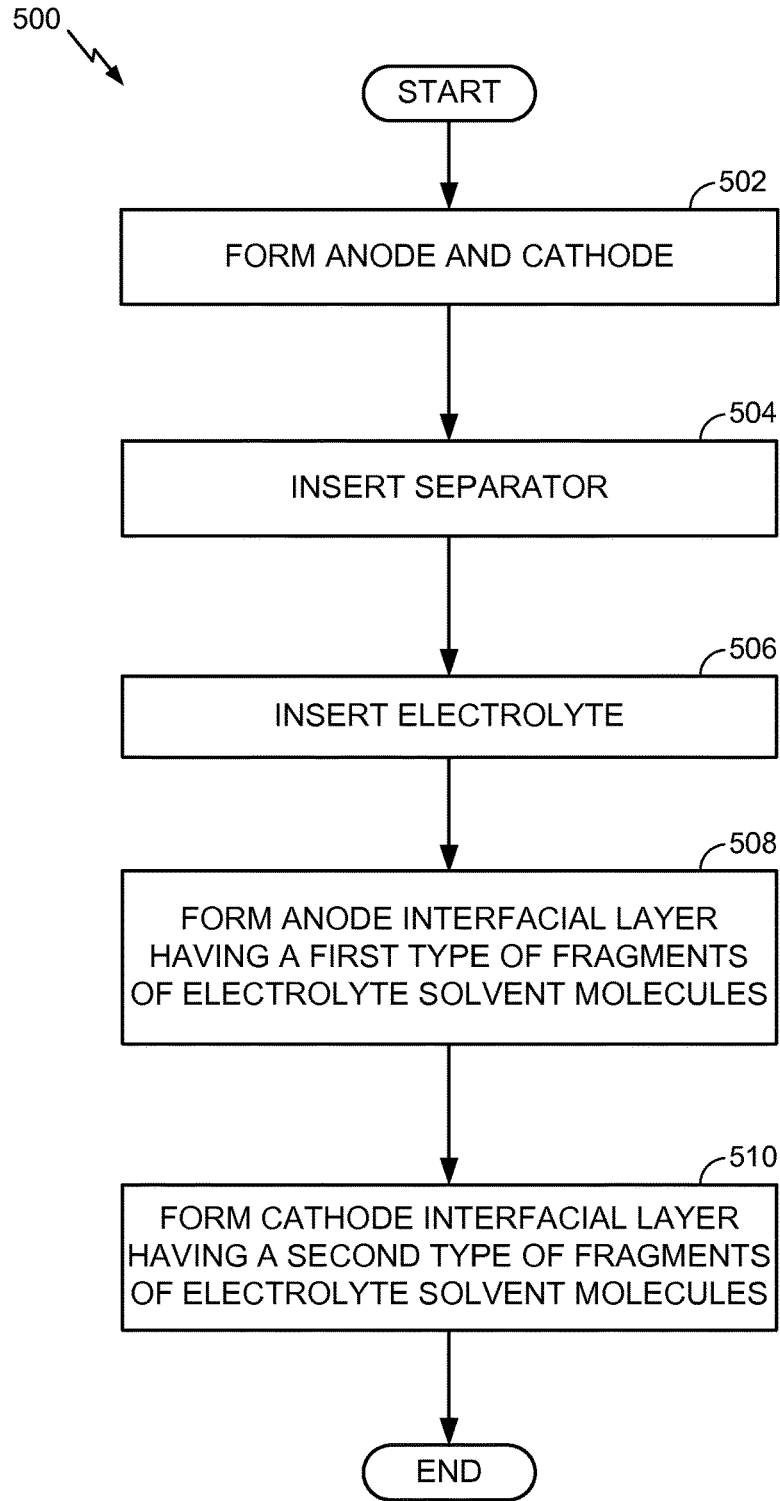 500
START
502
FORM ANODE AND CATHODE
504
INSERT SEPARATOR
506
INSERT ELECTROLYTE
508
FORM ANODE INTERFACIAL LAYER
HAVING A FIRST TYPE OF FRAGMENTS
OF ELECTROLYTE SOLVENT MOLECULES
510
FORM CATHODE INTERFACIAL LAYER
HAVING A SECOND TYPE OF FRAGMENTS
OF ELECTROLYTE SOLVENT MOLECULES
END